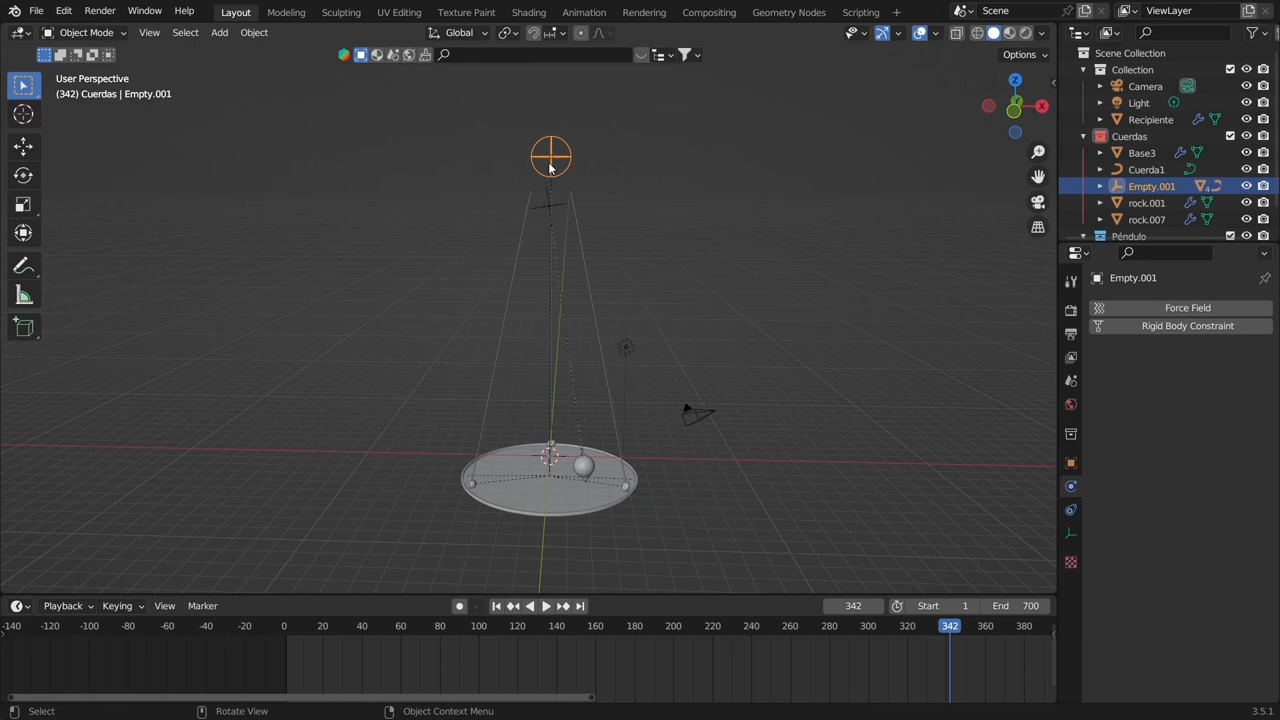 File Edit Render Window Help
Layout Modeling Sculpting UV Editing Texture Paint Shading Animation Rendering Compositing Geometry Nodes Scripting +
Scene
ViewLayer
Object Mode View Select Add Object
Global
Options
User Perspective
(342) Cuerdas | Empty.001
Z
Y
X
Scene Collection
Collection
Camera
Light
Recipiente
Cuerdas
Base3
Cuerda1
Empty.001
4
rock.001
rock.007
Péndulo
Empty.001
Force Field
Rigid Body Constraint
Playback Keying View Marker
342
Start 1
End 700
-140 -120 -100 -80 -60 -40 -20 0 20 40 60 80 100 120 140 160 180 200 220 240 260 280 300 320 342 360 380
Select
Rotate View
Object Context Menu
3.5.1